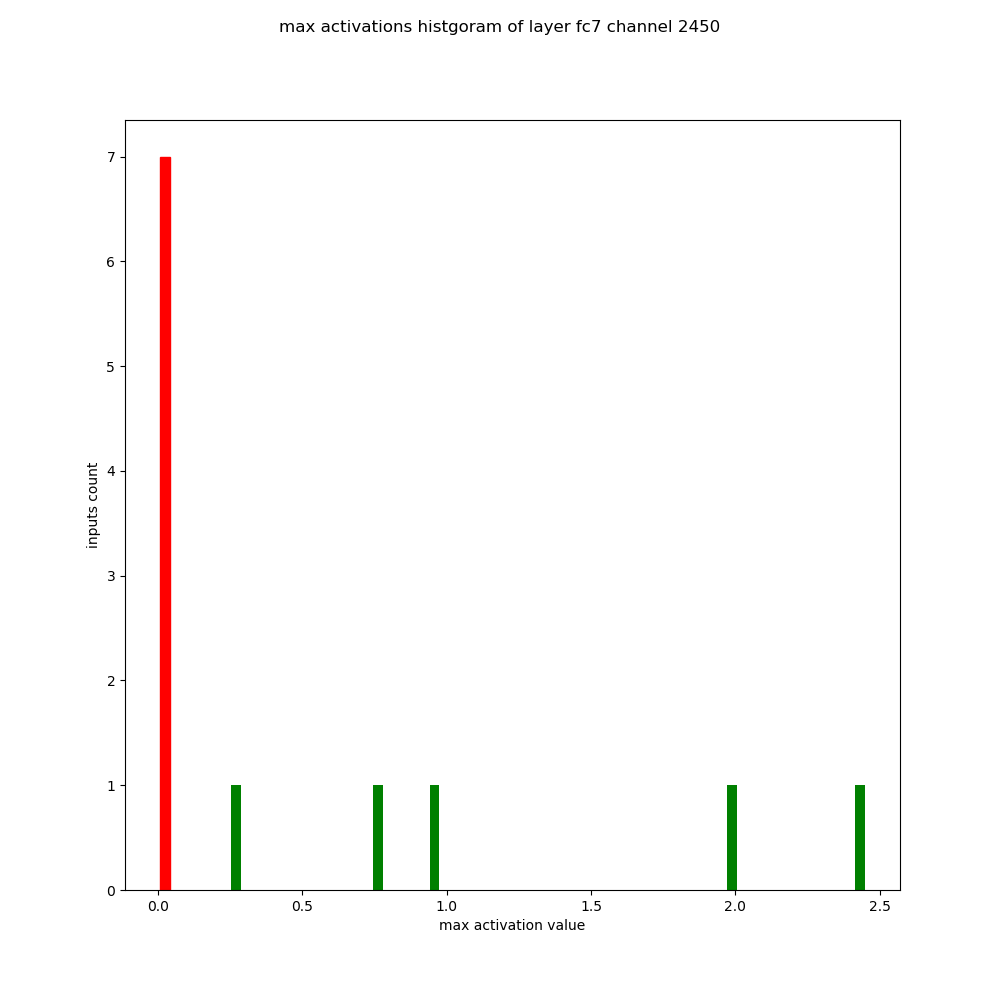 max activations histgoram of layer fc7 channel 2450
7
6
5
4
3
2
1
0
inputs count
0.0 0.5 1.0 1.5 2.0 2.5
max activation value